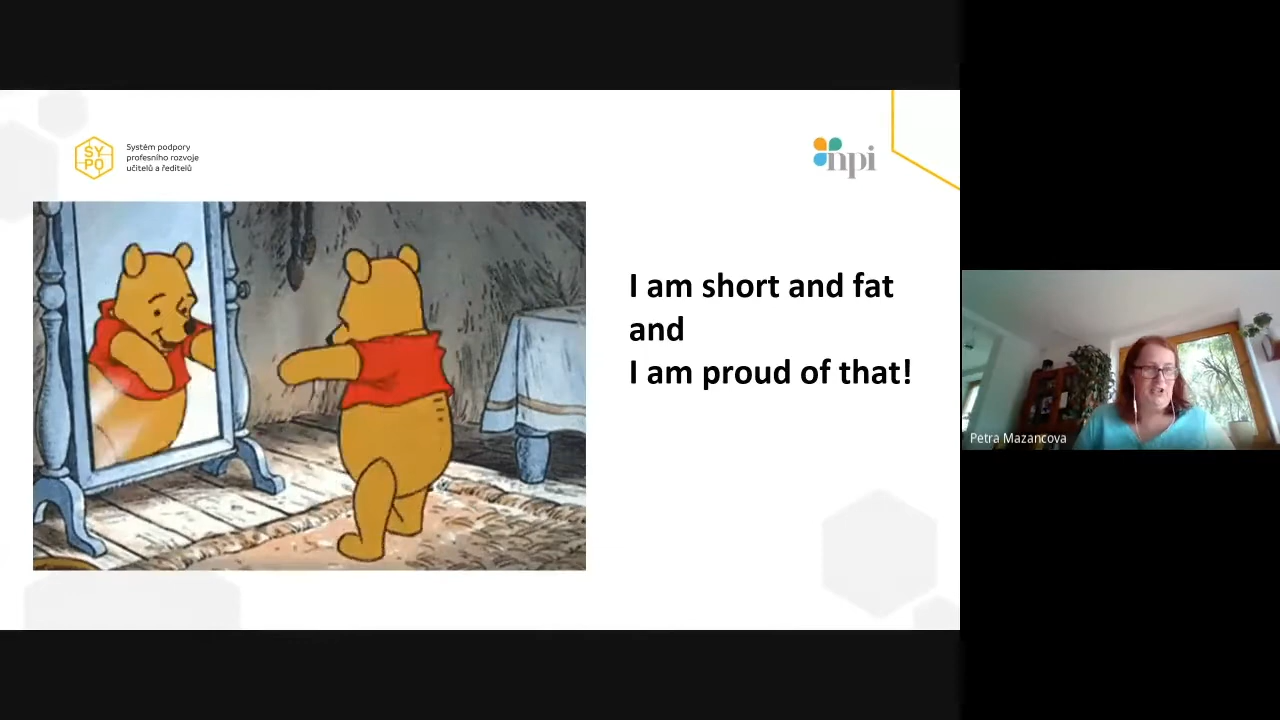 SY
PO
Systém podpory
profesního rozvoje
učitelů a ředitelů
npi
I am short and fat
and
I am proud of that!
Petra Mazancova